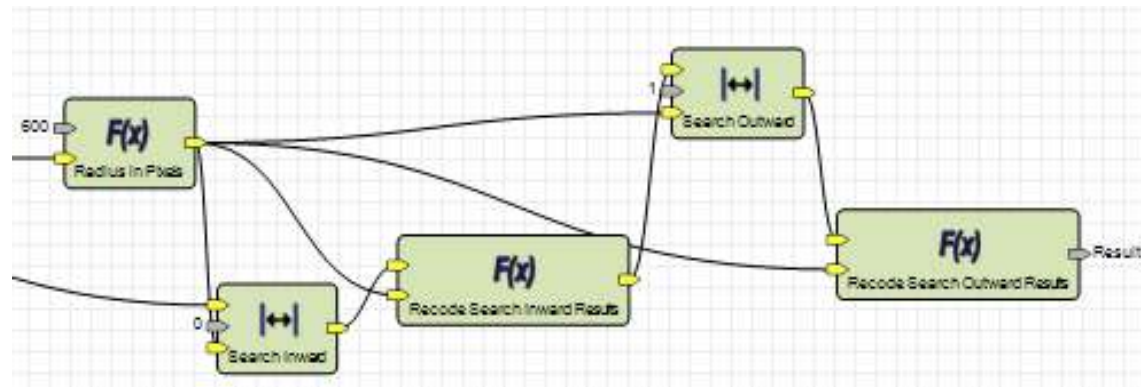 600
F(x)
Radius In Pixels
1
|↔|
Search Outward
F(x)
Recode Search Inward Results
F(x)
Recode Search Outward Results
Result
0
|↔|
Search Inward